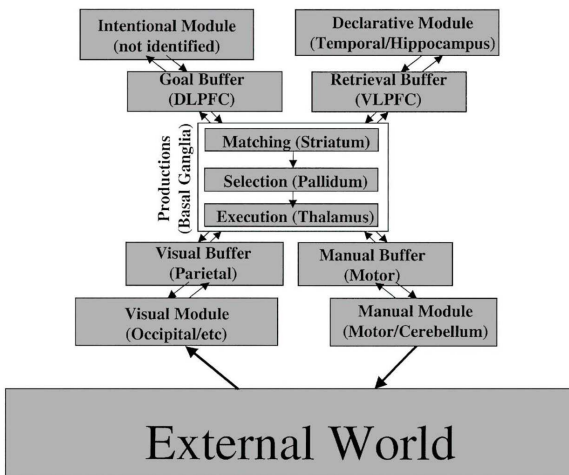 Intentional Module
(not identified)
Declarative Module
(Temporal/Hippocampus)
Goal Buffer
(DLPFC)
Retrieval Buffer
(VLPFC)
Productions
(Basal Ganglia)
Matching (Striatum)
Selection (Pallidum)
Execution (Thalamus)
Visual Buffer
(Parietal)
Manual Buffer
(Motor)
Visual Module
(Occipital/etc)
Manual Module
(Motor/Cerebellum)
External World